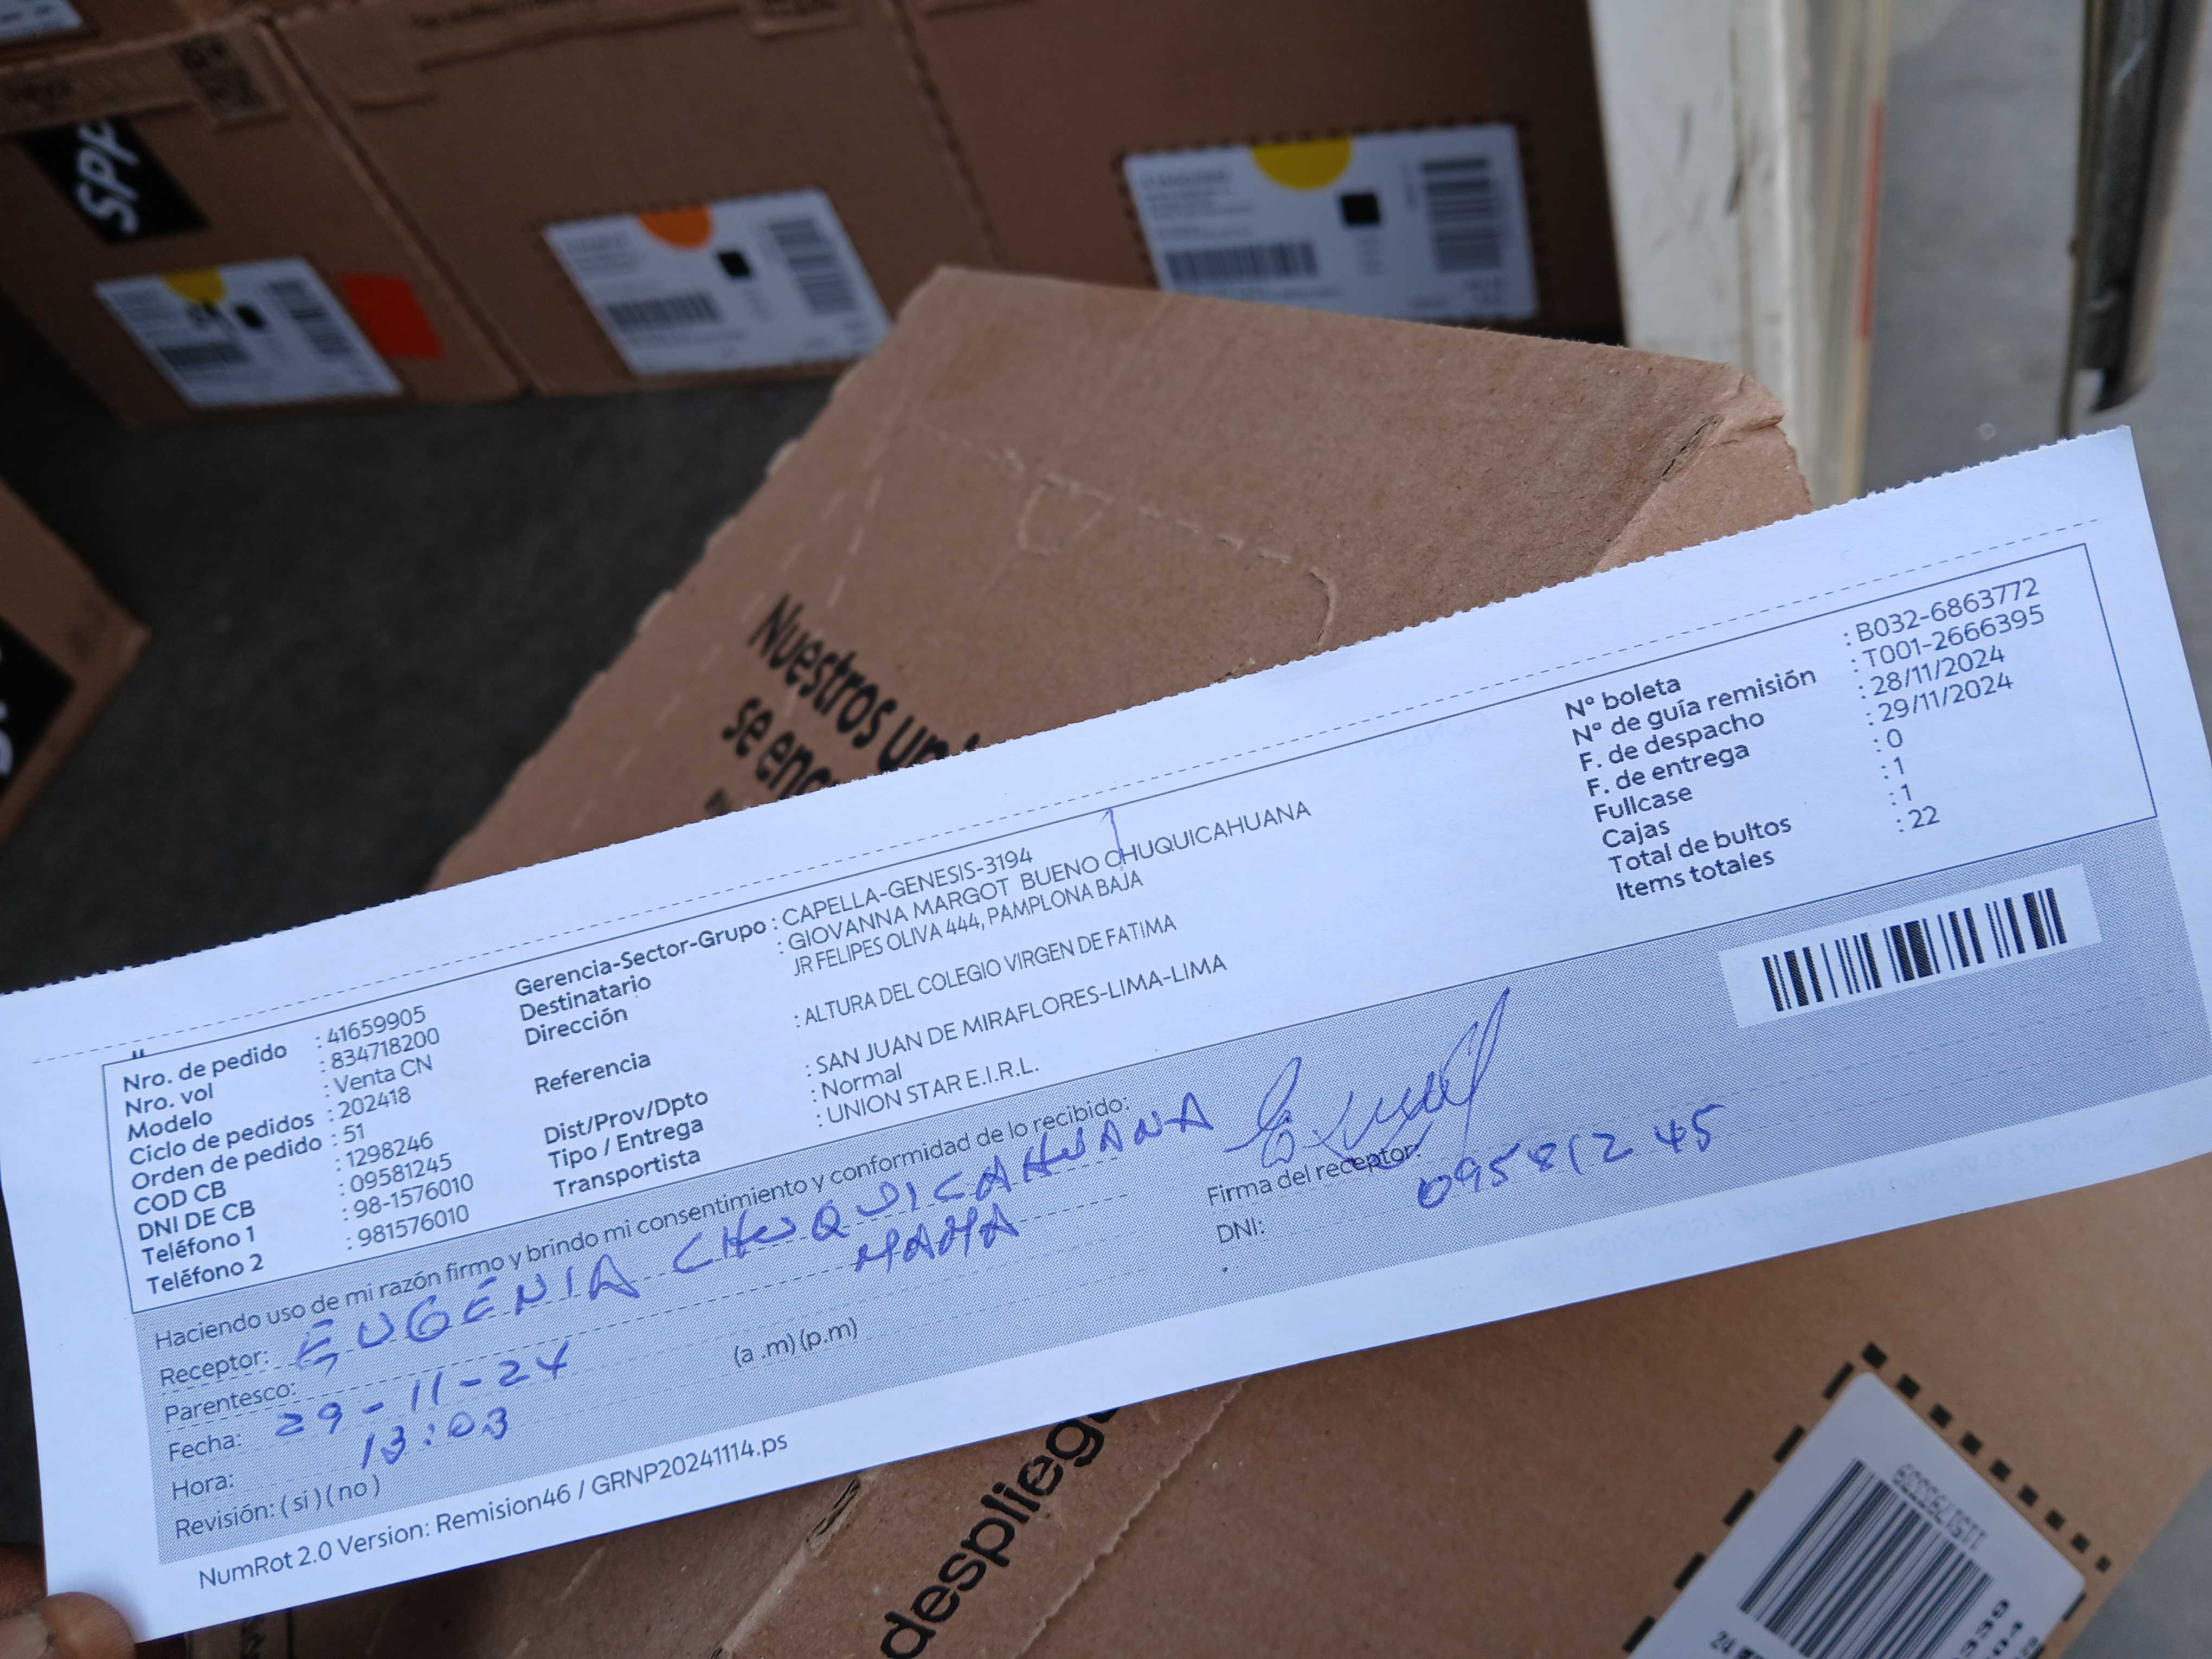 SPP
Nuestros
se
Nro. de pedido : 41659905
Nro. vol : 834718200
Modelo : Venta CN
Ciclo de pedidos : 202418
Orden de pedido : 51
COD CB : 1298246
DNI DE CB : 09581245
Teléfono 1 : 98-1576010
Teléfono 2 : 981576010
Gerencia-Sector-Grupo : CAPELLA-GENESIS-3194
Destinatario : GIOVANNA MARGOT BUENO CHUQUICAHUANA
Dirección JR FELIPES OLIVA 444, PAMPLONA BAJA
Referencia : ALTURA DEL COLEGIO VIRGEN DE FATIMA
Dist/Prov/Dpto : SAN JUAN DE MIRAFLORES-LIMA-LIMA
Tipo / Entrega : Normal
Transportista : UNION STAR E.I.R.L.
Nº boleta : B032-6863772
Nº de guía remisión : T001-2666395
F. de despacho : 28/11/2024
F. de entrega : 29/11/2024
Fullcase : 0
Cajas : 1
Total de bultos : 1
Items totales : 22
Haciendo uso de mi razón firmo y brindo mi consentimiento y conformidad de lo recibido:
Receptor: EUGENIA CHUQUICAHUANA
Parentesco: MAMA
Fecha: 29-11-24
Hora: 13:03 (a .m) (p.m)
Revisión: ( si ) ( no )
Firma del receptor:
DNI: 09581245
NumRot 2.0 Version: Remision46 / GRNP20241114.ps
despliegu
24